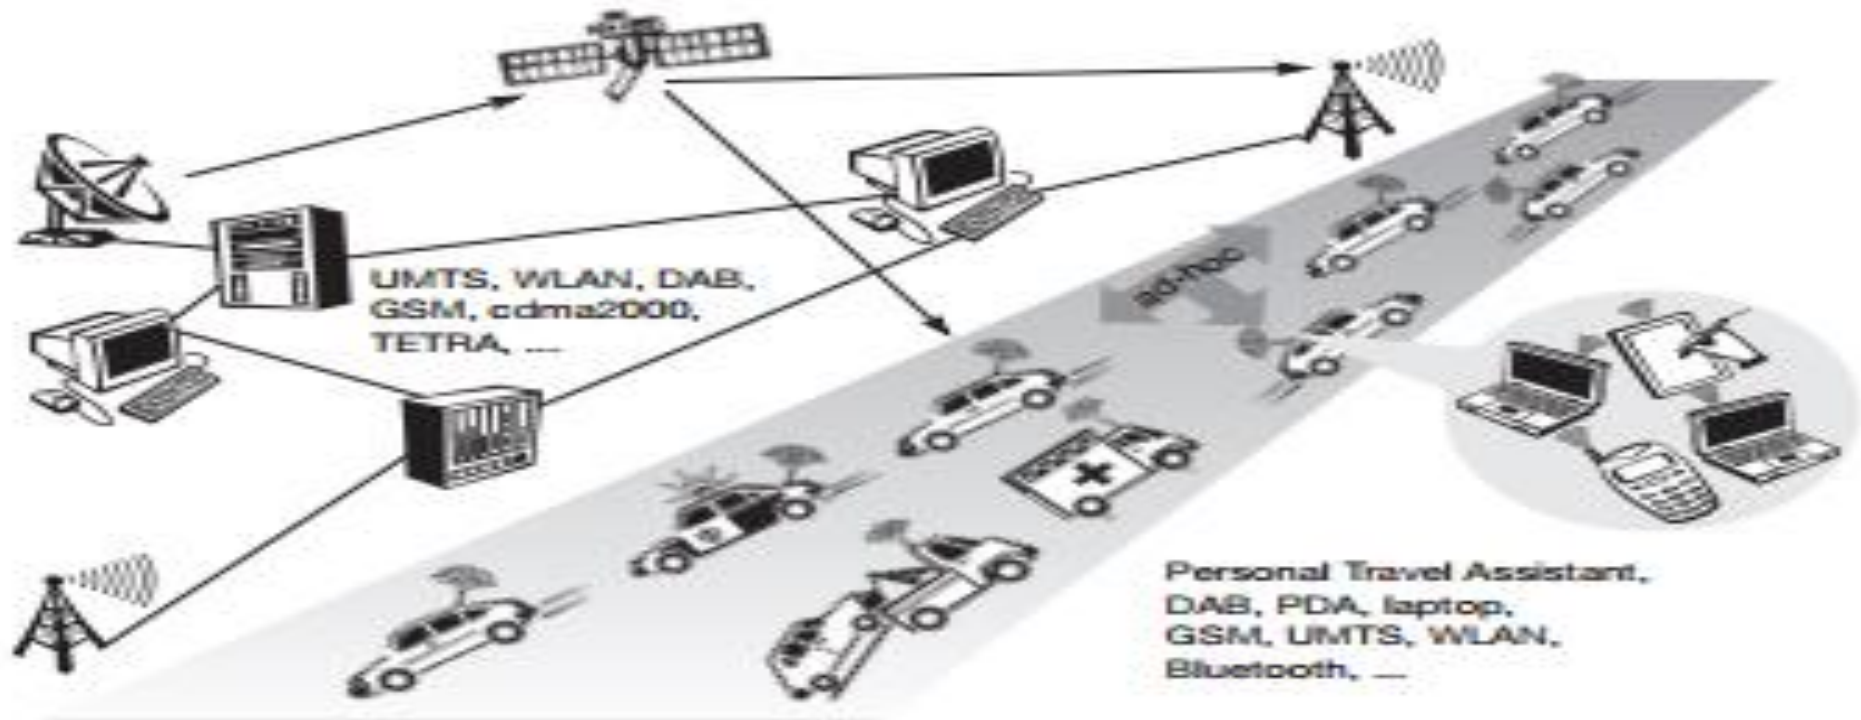 UMTS, WLAN, DAB,
GSM, cdma2000,
TETRA, ...
ad-hoc
Personal Travel Assistant,
DAB, PDA, laptop,
GSM, UMTS, WLAN,
Bluetooth, ...